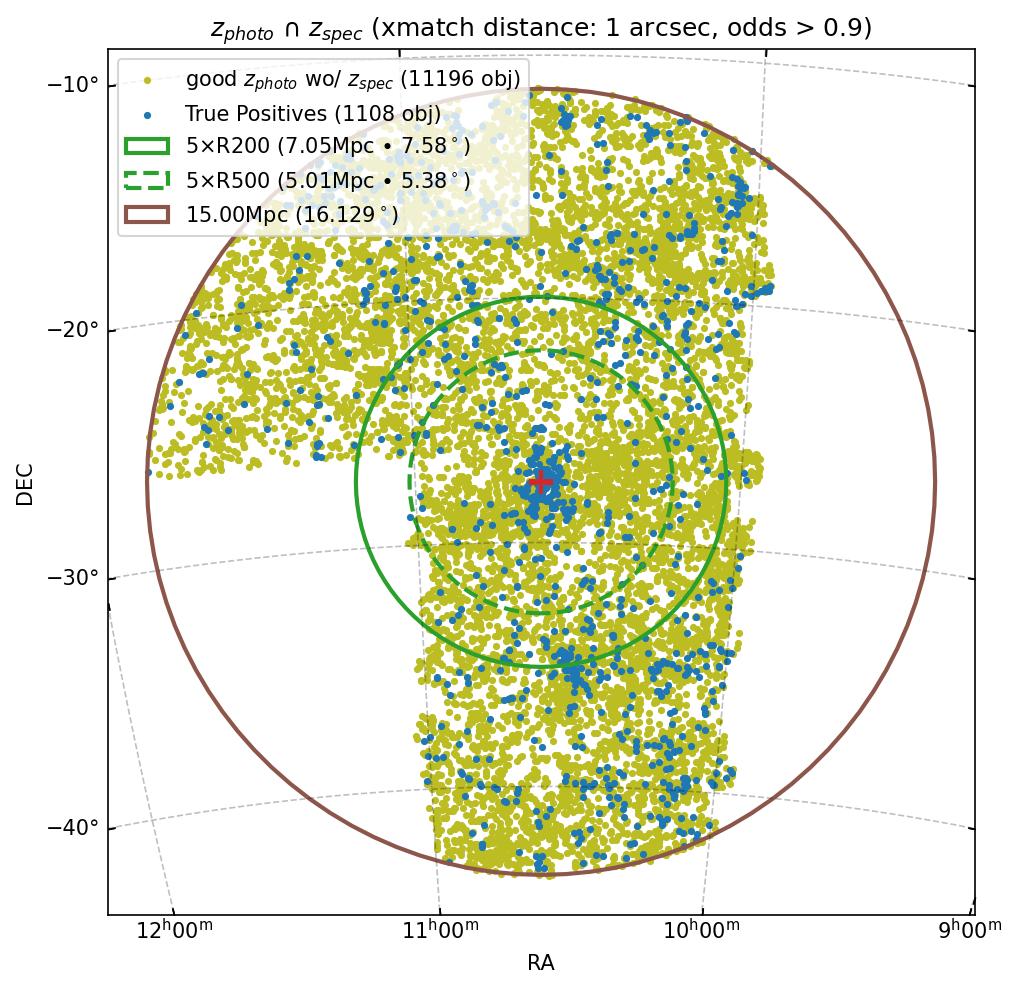 z_photo ∩ z_spec (xmatch distance: 1 arcsec, odds > 0.9)
good z_photo wo/ z_spec (11196 obj)
True Positives (1108 obj)
5×R200 (7.05Mpc • 7.58°)
5×R500 (5.01Mpc • 5.38°)
15.00Mpc (16.129°)
−10°
−20°
−30°
−40°
DEC
12h00m
11h00m
10h00m
9h00m
RA